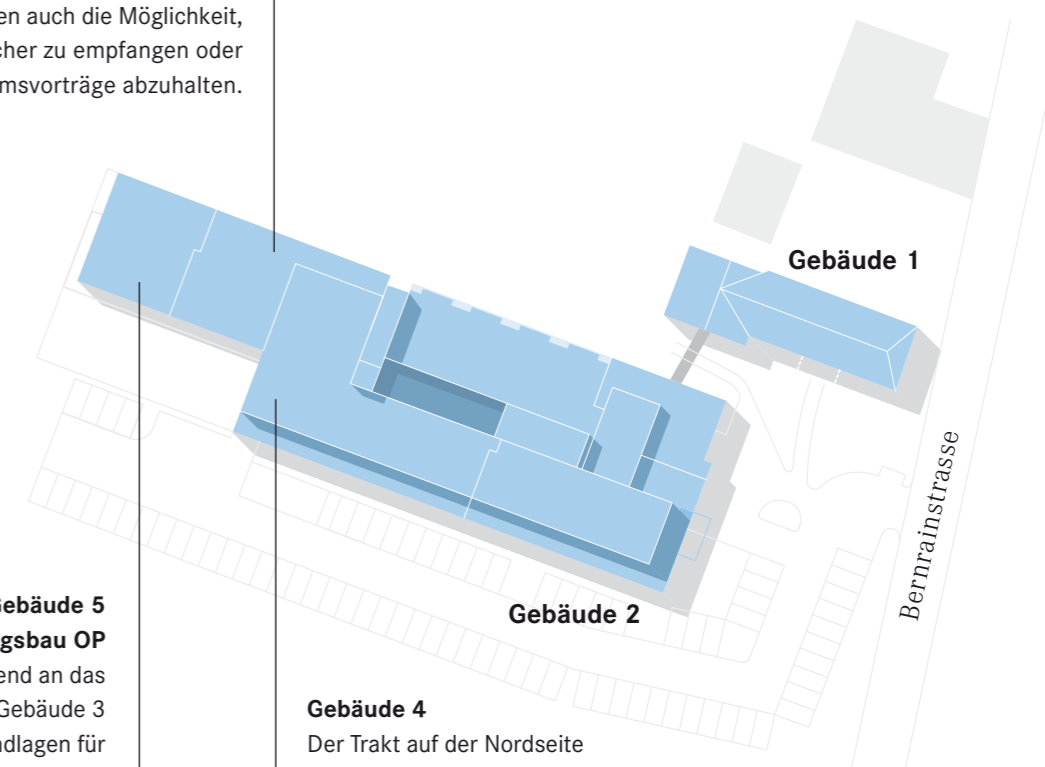 en auch die Möglichkeit,
cher zu empfangen oder
msvorträge abzuhalten.
Gebäude 1
Bernrainstrasse
Gebäude 2
Gebäude 5
gsbau OP
end an das
Gebäude 3
dlagen für
Gebäude 4
Der Trakt auf der Nordseite